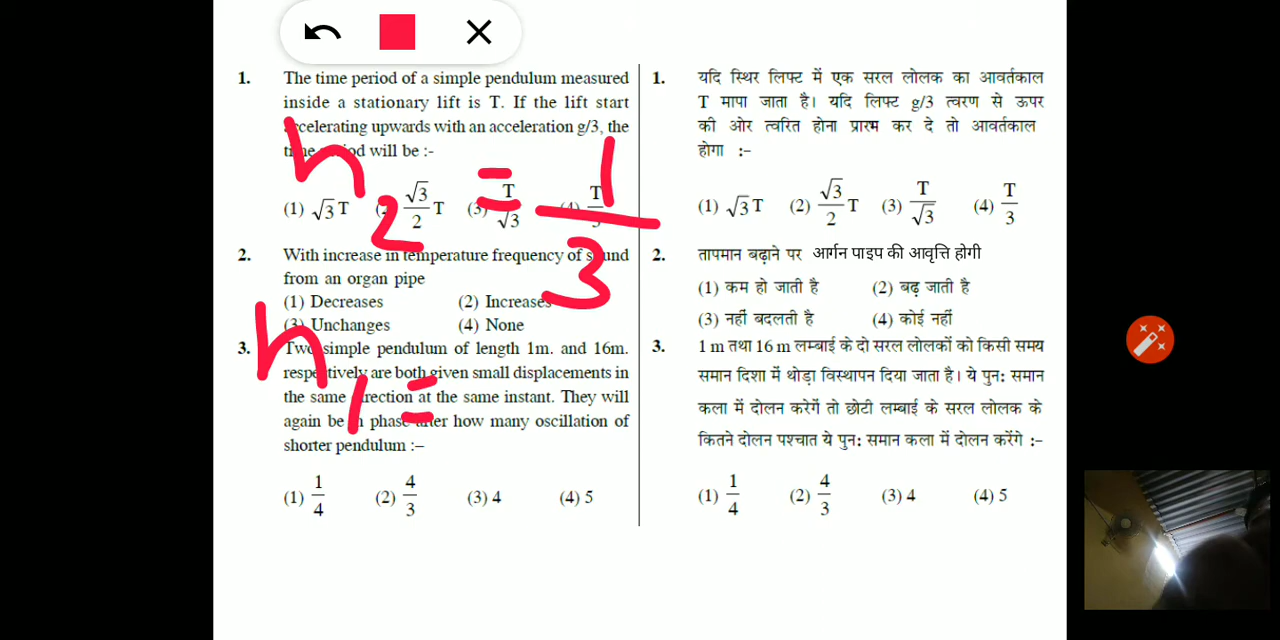 1. The time period of a simple pendulum measured
inside a stationary lift is T. If the lift start
accelerating upwards with an acceleration g/3, the
time period will be :-
(1) √3 T (2) √3/2 T (3) T/√3 (4) T/3
2. With increase in temperature frequency of sound
from an organ pipe
(1) Decreases (2) Increases
(3) Unchanges (4) None
3. Two simple pendulum of length 1m. and 16m.
respectively are both given small displacements in
the same direction at the same instant. They will
again be in phase after how many oscillation of
shorter pendulum :–
(1) 1/4 (2) 4/3 (3) 4 (4) 5
n2 = 1/3
n1 =
1. यदि स्थिर लिफ्ट में एक सरल लोलक का आवर्तकाल
T मापा जाता है। यदि लिफ्ट g/3 त्वरण से ऊपर
की ओर त्वरित होना प्रारम्भ कर दे तो आवर्तकाल
होगा :-
(1) √3 T (2) √3/2 T (3) T/√3 (4) T/3
2. तापमान बढ़ाने पर आर्गन पाइप की आवृत्ति होगी
(1) कम हो जाती है (2) बढ़ जाती है
(3) नहीं बदलती है (4) कोई नहीं
3. 1 m तथा 16 m लम्बाई के दो सरल लोलकों को किसी समय
समान दिशा में थोड़ा विस्थापन दिया जाता है। ये पुन: समान
कला में दोलन करेगें तो छोटी लम्बाई के सरल लोलक के
कितने दोलन पश्चात ये पुन: समान कला में दोलन करेंगे :-
(1) 1/4 (2) 4/3 (3) 4 (4) 5